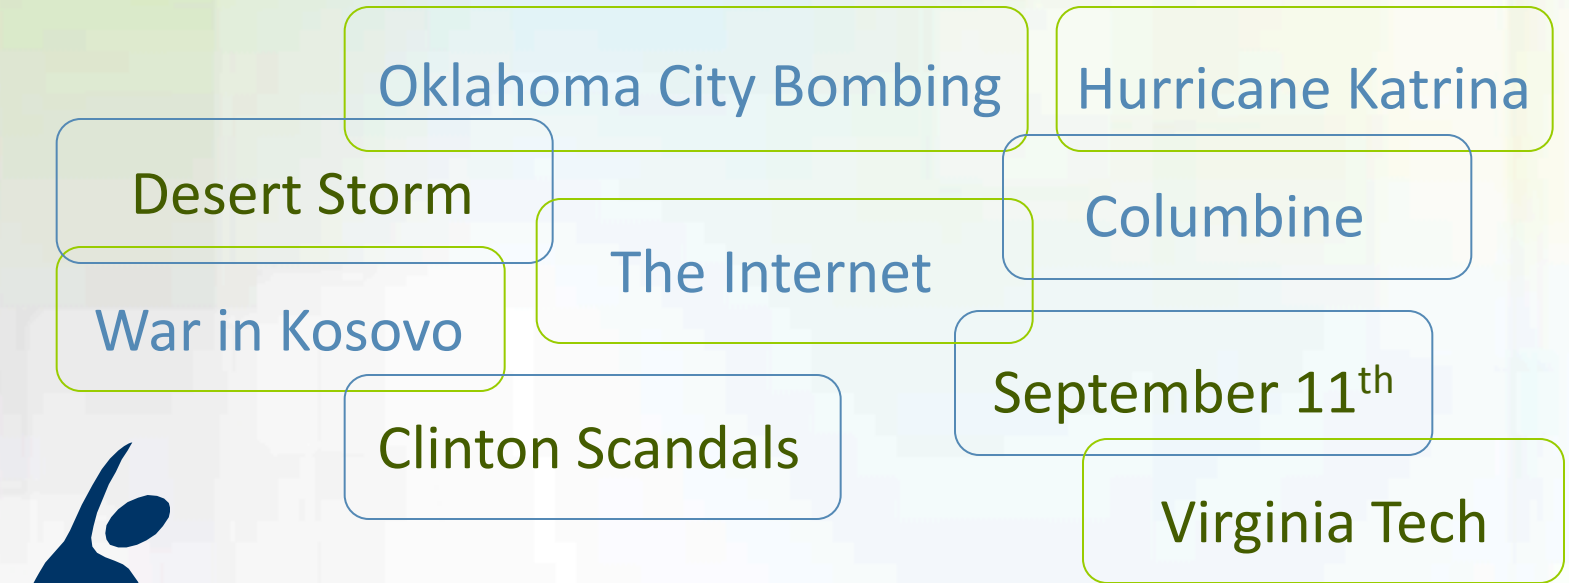 Oklahoma City Bombing
Hurricane Katrina
Desert Storm
Columbine
The Internet
War in Kosovo
September 11th
Clinton Scandals
Virginia Tech